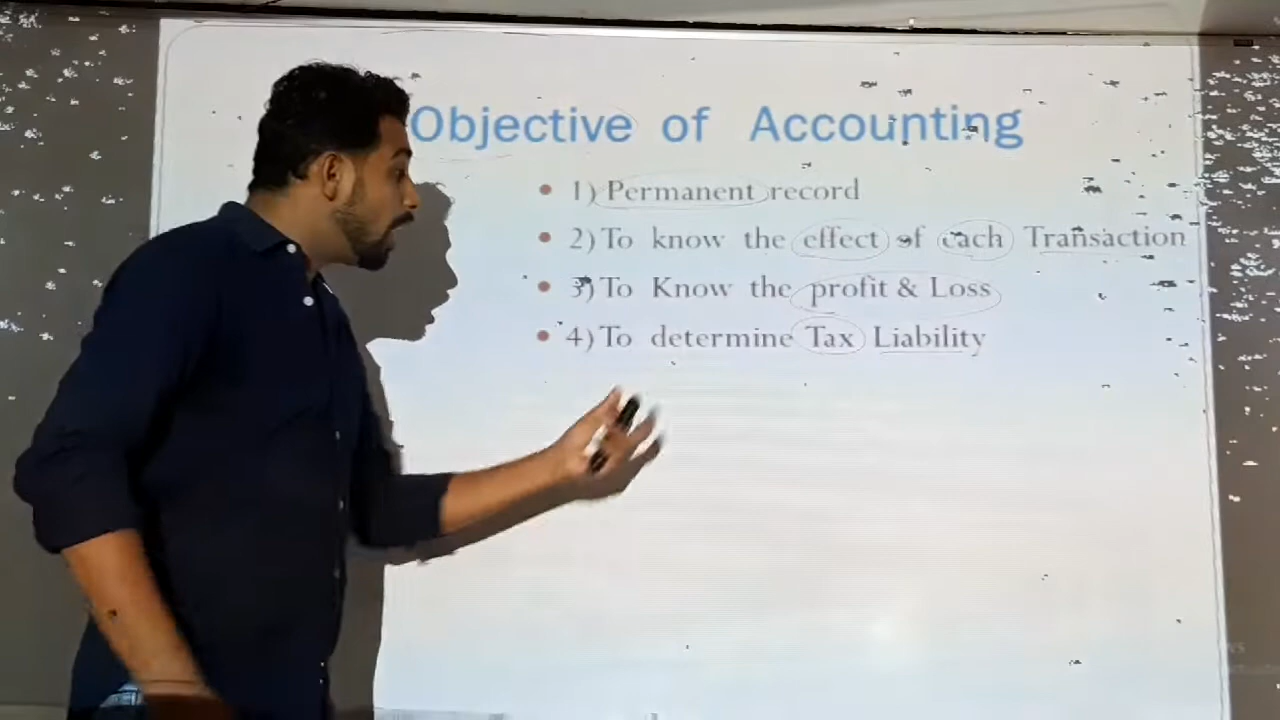 Objective of Accounting
• 1) Permanent record
• 2) To know the effect of each Transaction
• 3) To Know the profit & Loss
• 4) To determine Tax Liability